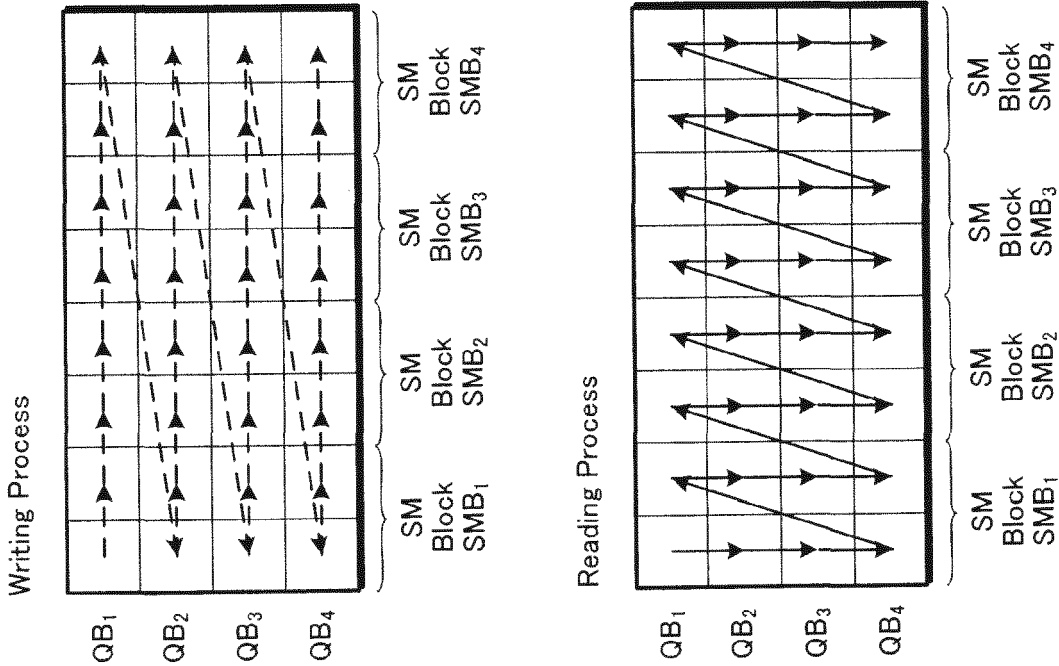 Writing Process
QB1
QB2
QB3
QB4
SM
Block
SMB1
SM
Block
SMB2
SM
Block
SMB3
SM
Block
SMB4
Reading Process
QB1
QB2
QB3
QB4
SM
Block
SMB1
SM
Block
SMB2
SM
Block
SMB3
SM
Block
SMB4